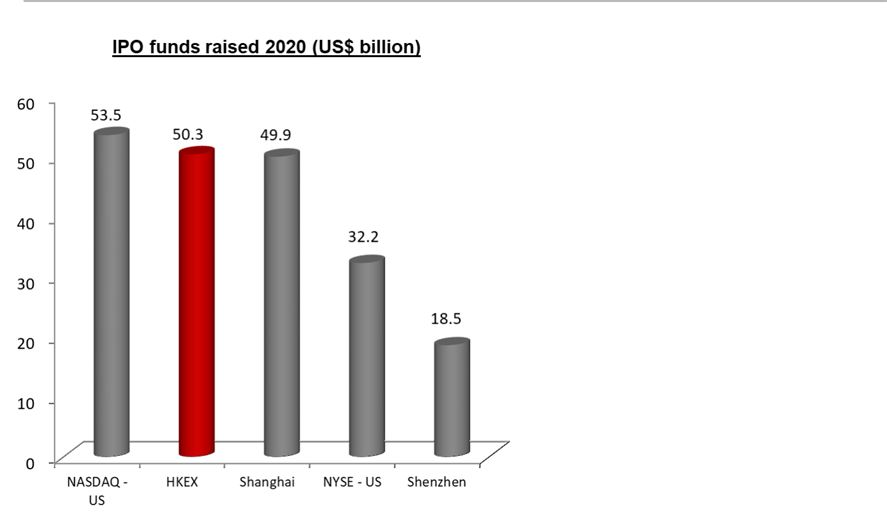 IPO funds raised 2020 (US$ billion)
60
50
40
30
20
10
0
53.5
50.3
49.9
32.2
18.5
NASDAQ -
US
HKEX
Shanghai
NYSE - US
Shenzhen